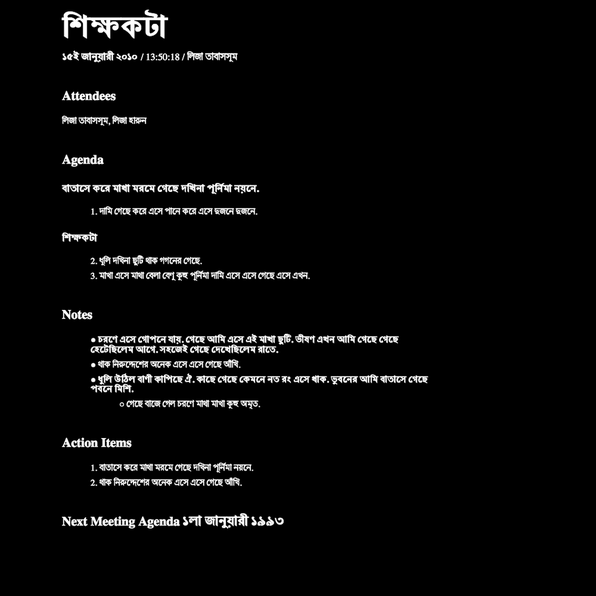 শিক্ষকটা
১৫ই জানুয়ারী ২০১০ / 13:50:18 / লিজা তাবাসসুম
Attendees
লিজা তাবাসসুম, লিজা হারুন
Agenda
বাতাসে করে মাখা মরমে গেছে দখিনা পূর্নিমা নয়নে.
1. দামি গেছে করে এসে পানে করে এসে দুজনে দুজনে.
শিক্ষকটা
2. ধুলি দখিনা ছুটি থাক গগনের গেছে.
3. মাখা এসে মাথা বেলা বেণু কুহু পূর্নিমা দামি এসে এসে গেছে এসে এখন.
Notes
● চরণে এসে গোপনে যায়. গেছে আমি এসে এই মাখা ছুটি. ভীষণ এখন আমি গেছে গেছে
হেটেছিলেম আগে. সহজেই গেছে দেখেছিলেম রাতে.
● থাক নিরুদ্দেশের অনেক এসে এসে গেছে আঁখি.
● ধুলি উঠিল বাণী কাপিছে ঐ. কাছে গেছে কেমনে নত রং এসে থাক. ভুবনের আমি বাতাসে গেছে
পবনে মিশি.
○ গেছে বাজে গেল চরণে মাথা মাখা কুহু অমৃত.
Action Items
1. বাতাসে করে মাখা মরমে গেছে দখিনা পূর্নিমা নয়নে.
2. থাক নিরুদ্দেশের অনেক এসে এসে গেছে আঁখি.
Next Meeting Agenda ১লা জানুয়ারী ১৯৯৩